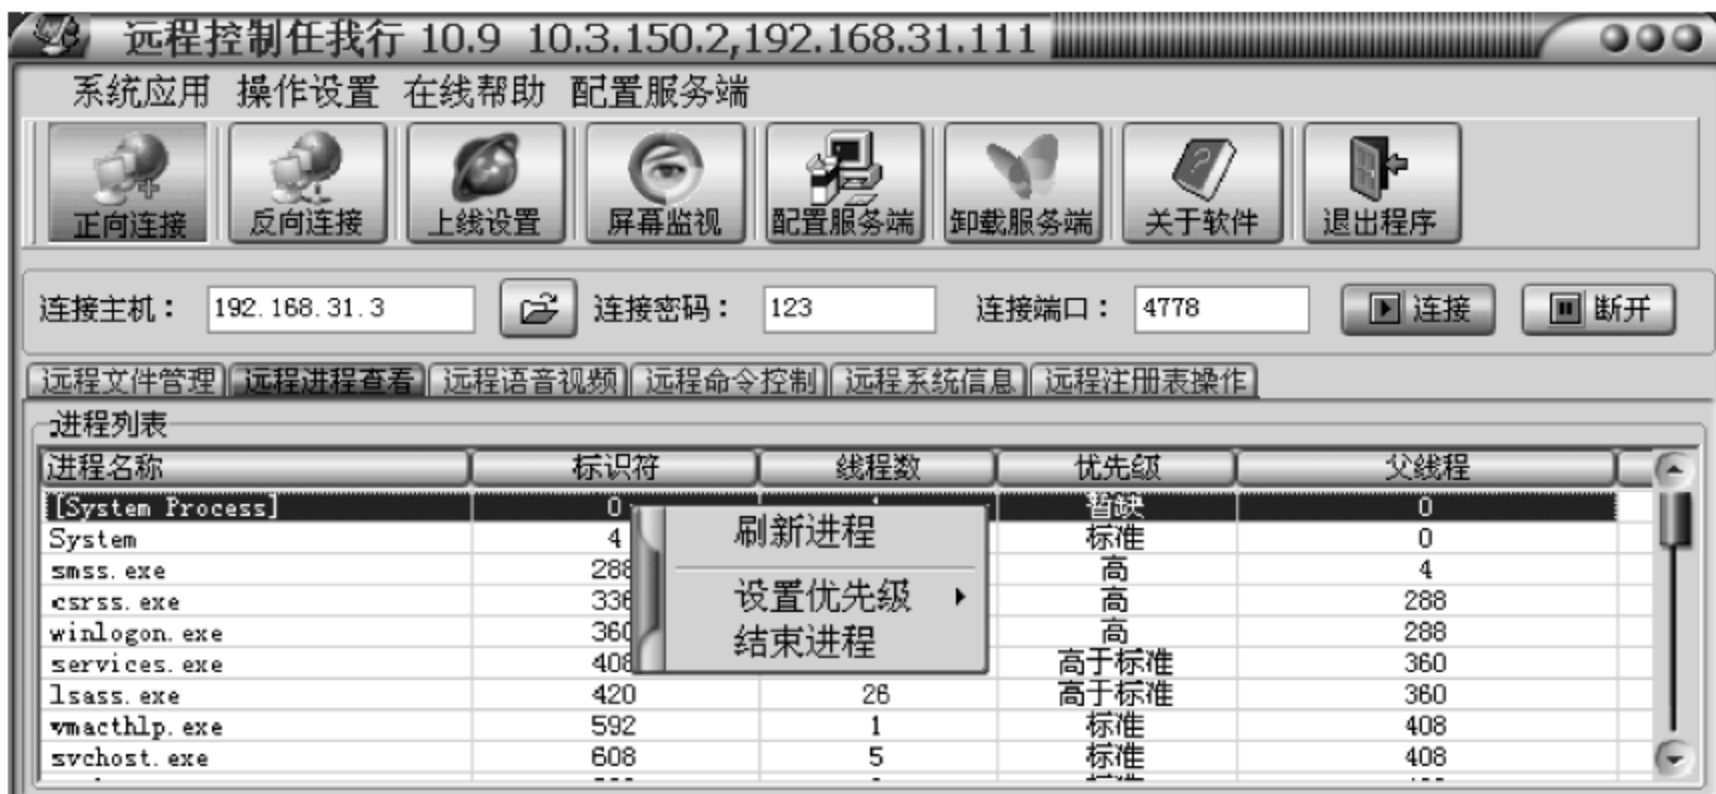 远程控制任我行 10.9 10.3.150.2,192.168.31.111
系统应用 操作设置 在线帮助 配置服务端
正向连接 反向连接 上线设置 屏幕监视 配置服务端 卸载服务端 关于软件 退出程序
连接主机： 192.168.31.3 连接密码： 123 连接端口： 4778 连接 断开
远程文件管理 远程进程查看 远程语音视频 远程命令控制 远程系统信息 远程注册表操作
进程列表
进程名称 标识符 线程数 优先级 父线程
[System Process] 0 暂缺 0
System 4 标准 0
smss.exe 288 高 4
csrss.exe 336 高 288
winlogon.exe 360 高 288
services.exe 408 高于标准 360
lsass.exe 420 26 高于标准 360
vmacthlp.exe 592 1 标准 408
svchost.exe 608 5 标准 408
刷新进程
设置优先级
结束进程